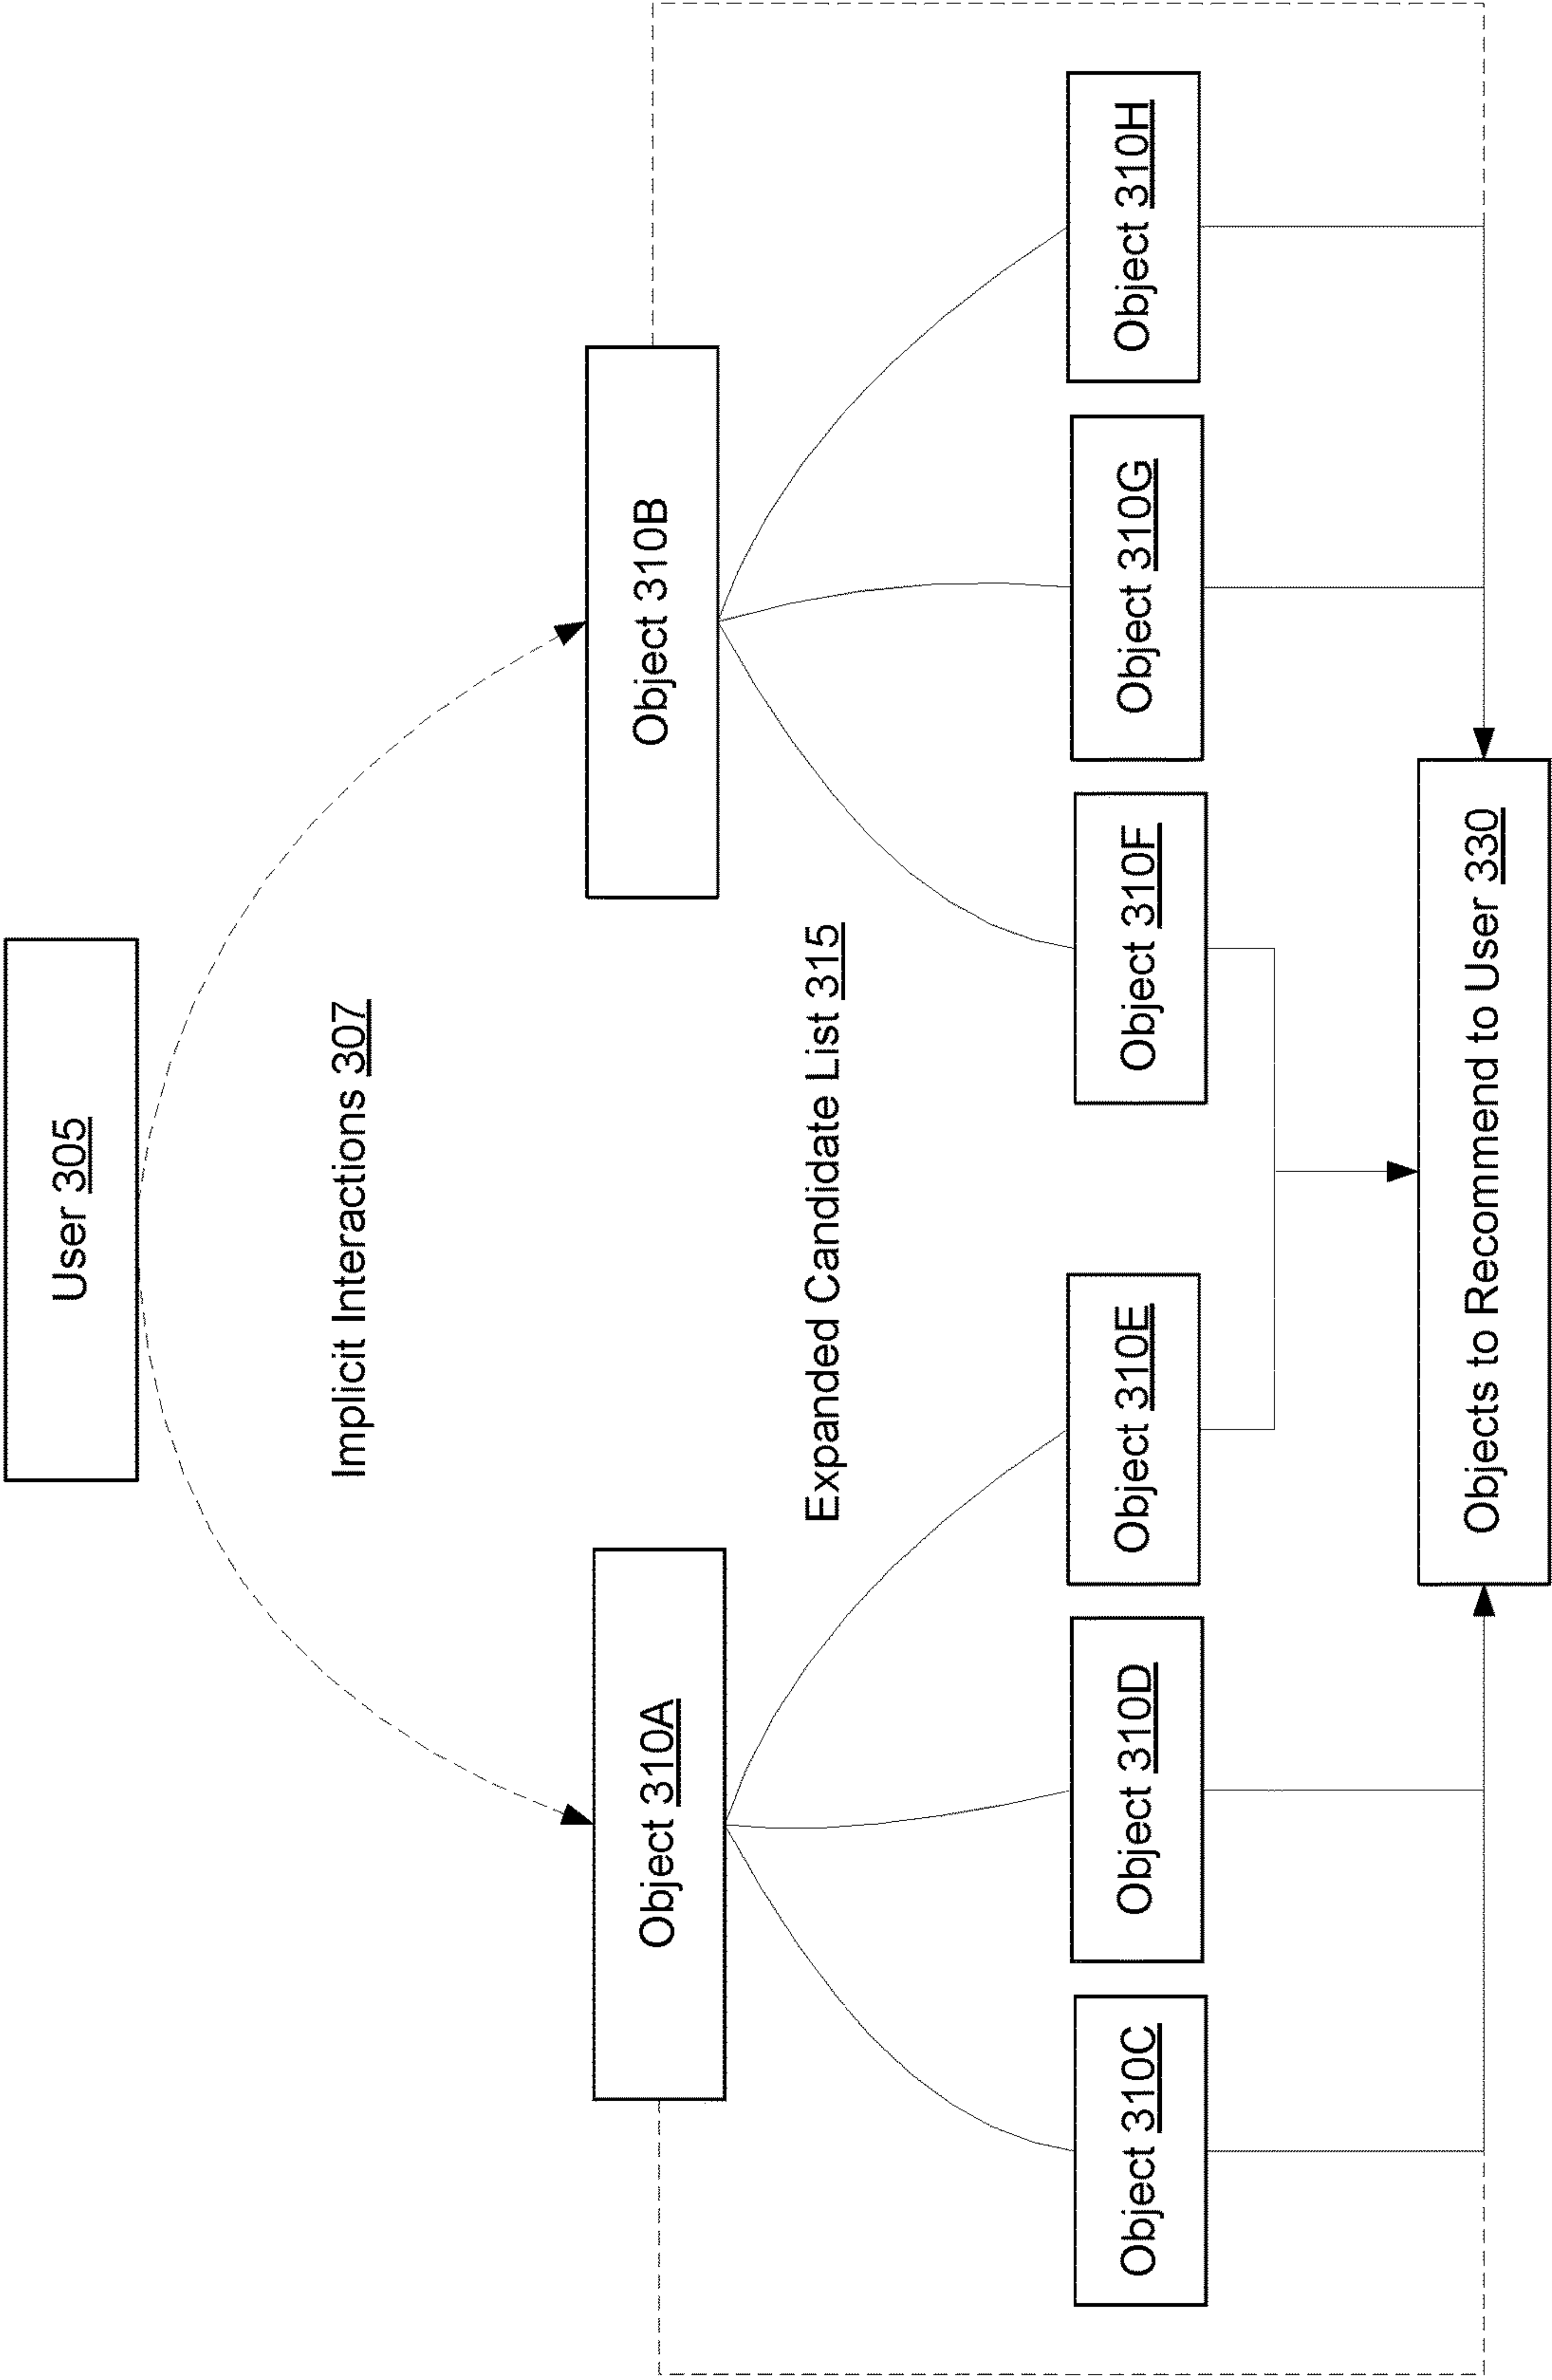 User 305
Implicit Interactions 307
Object 310A
Object 310B
Expanded Candidate List 315
Object 310C
Object 310D
Object 310E
Object 310F
Object 310G
Object 310H
Objects to Recommend to User 330